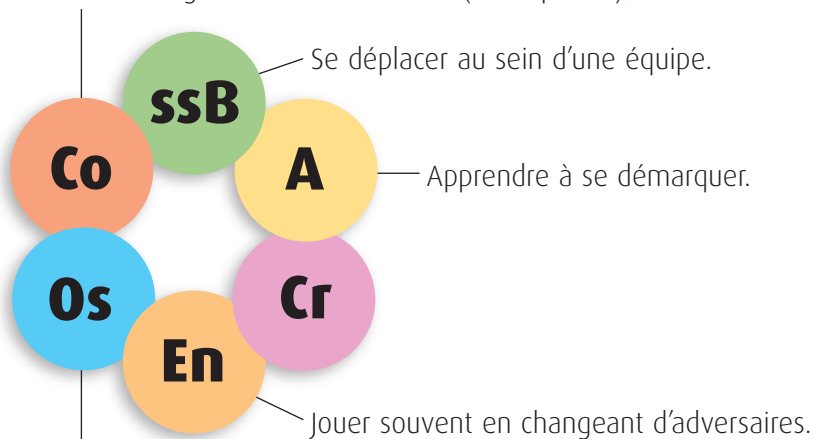 ssB
Se déplacer au sein d’une équipe.
Co
A
Apprendre à se démarquer.
Os
Cr
En
Jouer souvent en changeant d’adversaires.